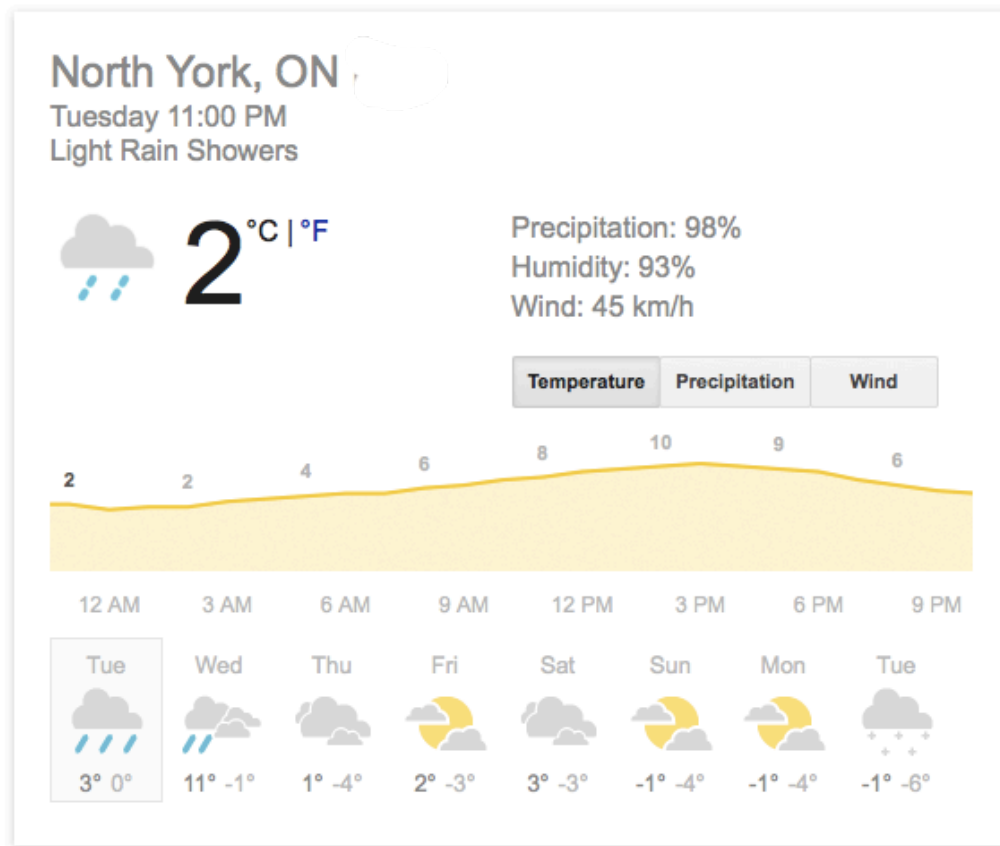 North York, ON
Tuesday 11:00 PM
Light Rain Showers
2 °C | °F
Precipitation: 98%
Humidity: 93%
Wind: 45 km/h
Temperature Precipitation Wind
2 2 4 6 8 10 9 6
12 AM 3 AM 6 AM 9 AM 12 PM 3 PM 6 PM 9 PM
Tue Wed Thu Fri Sat Sun Mon Tue
3° 0° 11° -1° 1° -4° 2° -3° 3° -3° -1° -4° -1° -4° -1° -6°